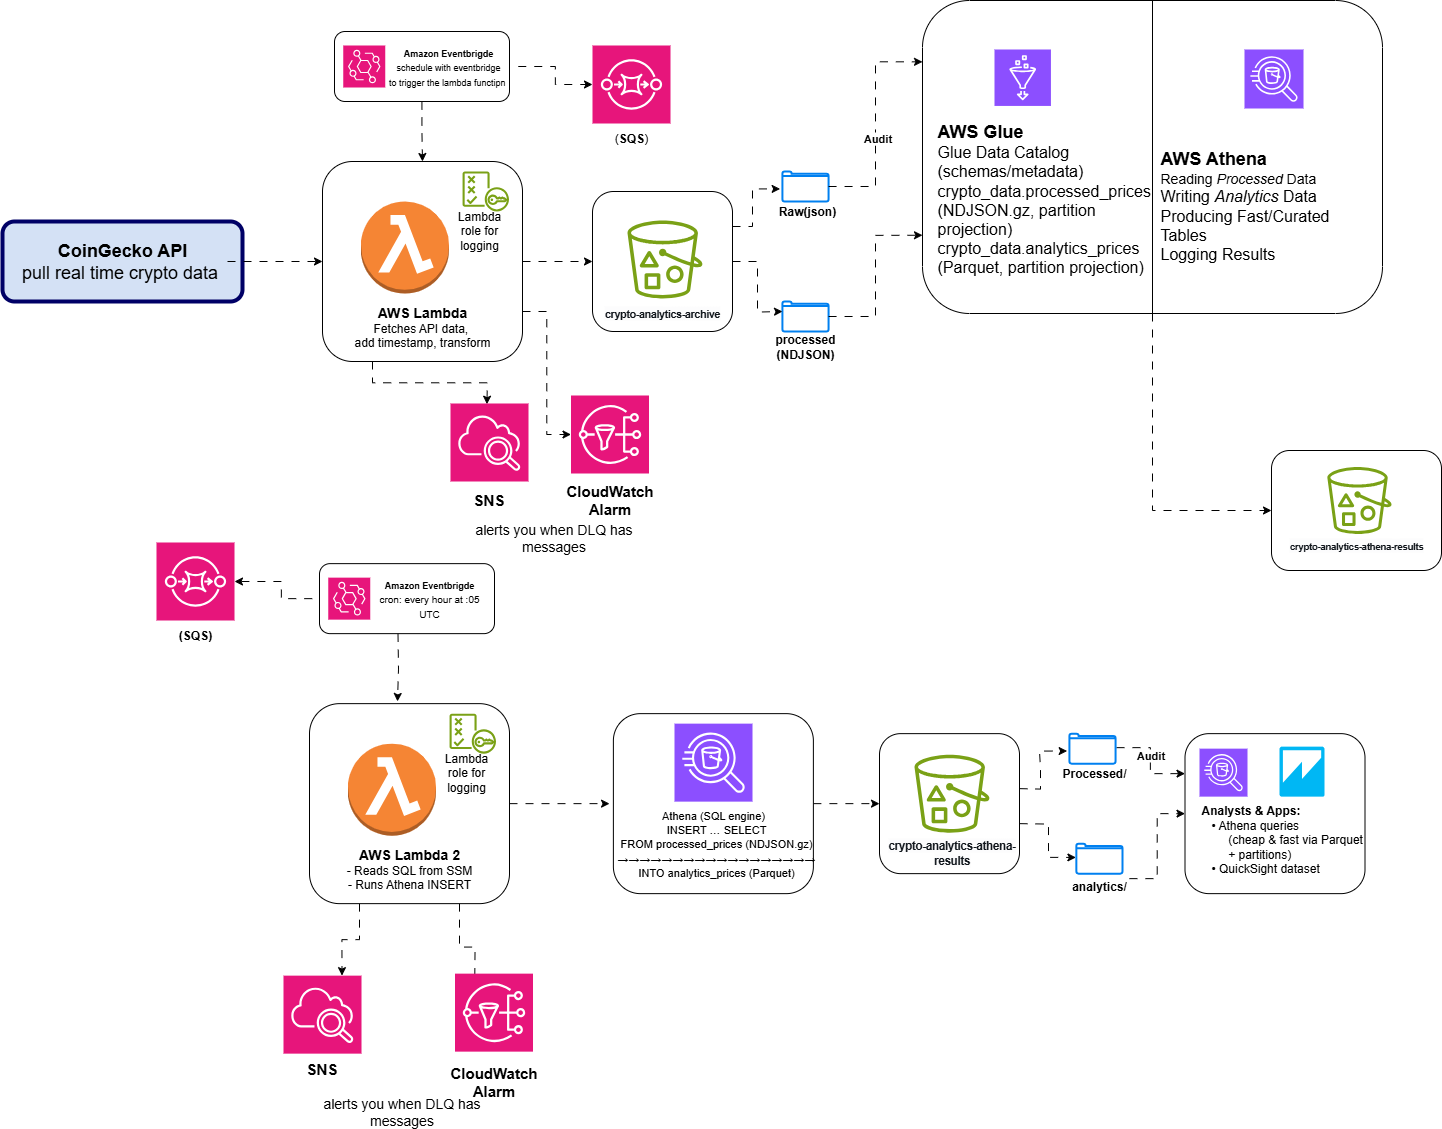 Amazon Eventbrigde
schedule with eventbridge
to trigger the lambda functipn
(SQS)
CoinGecko API
pull real time crypto data
Lambda
role for
logging
AWS Lambda
Fetches API data,
add timestamp, transform
crypto-analytics-archive
Raw(json)
processed
(NDJSON)
Audit
AWS Glue
Glue Data Catalog
(schemas/metadata)
crypto_data.processed_prices
(NDJSON.gz, partition
projection)
crypto_data.analytics_prices
(Parquet, partition projection)
AWS Athena
Reading Processed Data
Writing Analytics Data
Producing Fast/Curated
Tables
Logging Results
SNS
CloudWatch
Alarm
alerts you when DLQ has
messages
crypto-analytics-athena-results
(SQS)
Amazon Eventbrigde
cron: every hour at :05
UTC
Lambda
role for
logging
AWS Lambda 2
- Reads SQL from SSM
- Runs Athena INSERT
Athena (SQL engine)
INSERT … SELECT
FROM processed_prices (NDJSON.gz)
→→→→→→→→→→→→→→→→→→
INTO analytics_prices (Parquet)
crypto-analytics-athena-
results
Processed/
analytics/
Audit
Analysts & Apps:
• Athena queries
(cheap & fast via Parquet
+ partitions)
• QuickSight dataset
SNS
CloudWatch
Alarm
alerts you when DLQ has
messages